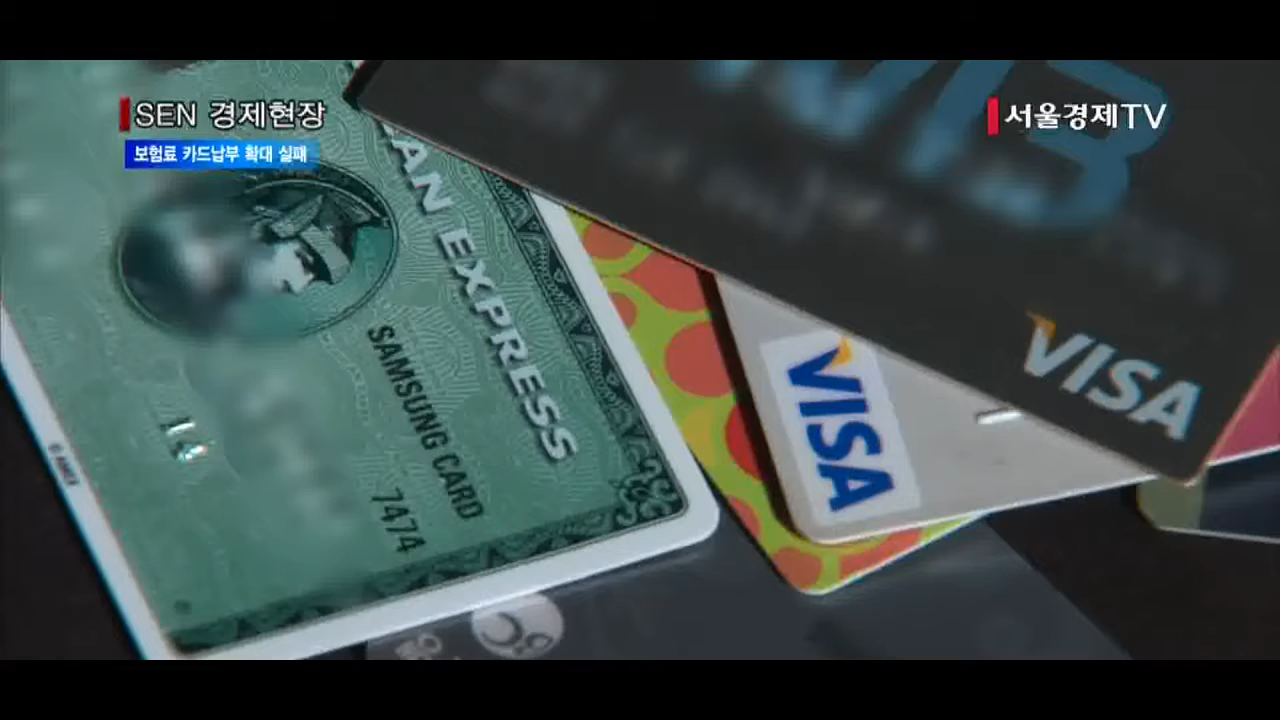 SEN 경제현장
서울경제TV
보험료 카드납부 확대 실패
AN EXPRESS
SAMSUNG CARD
7474
VISA
VISA